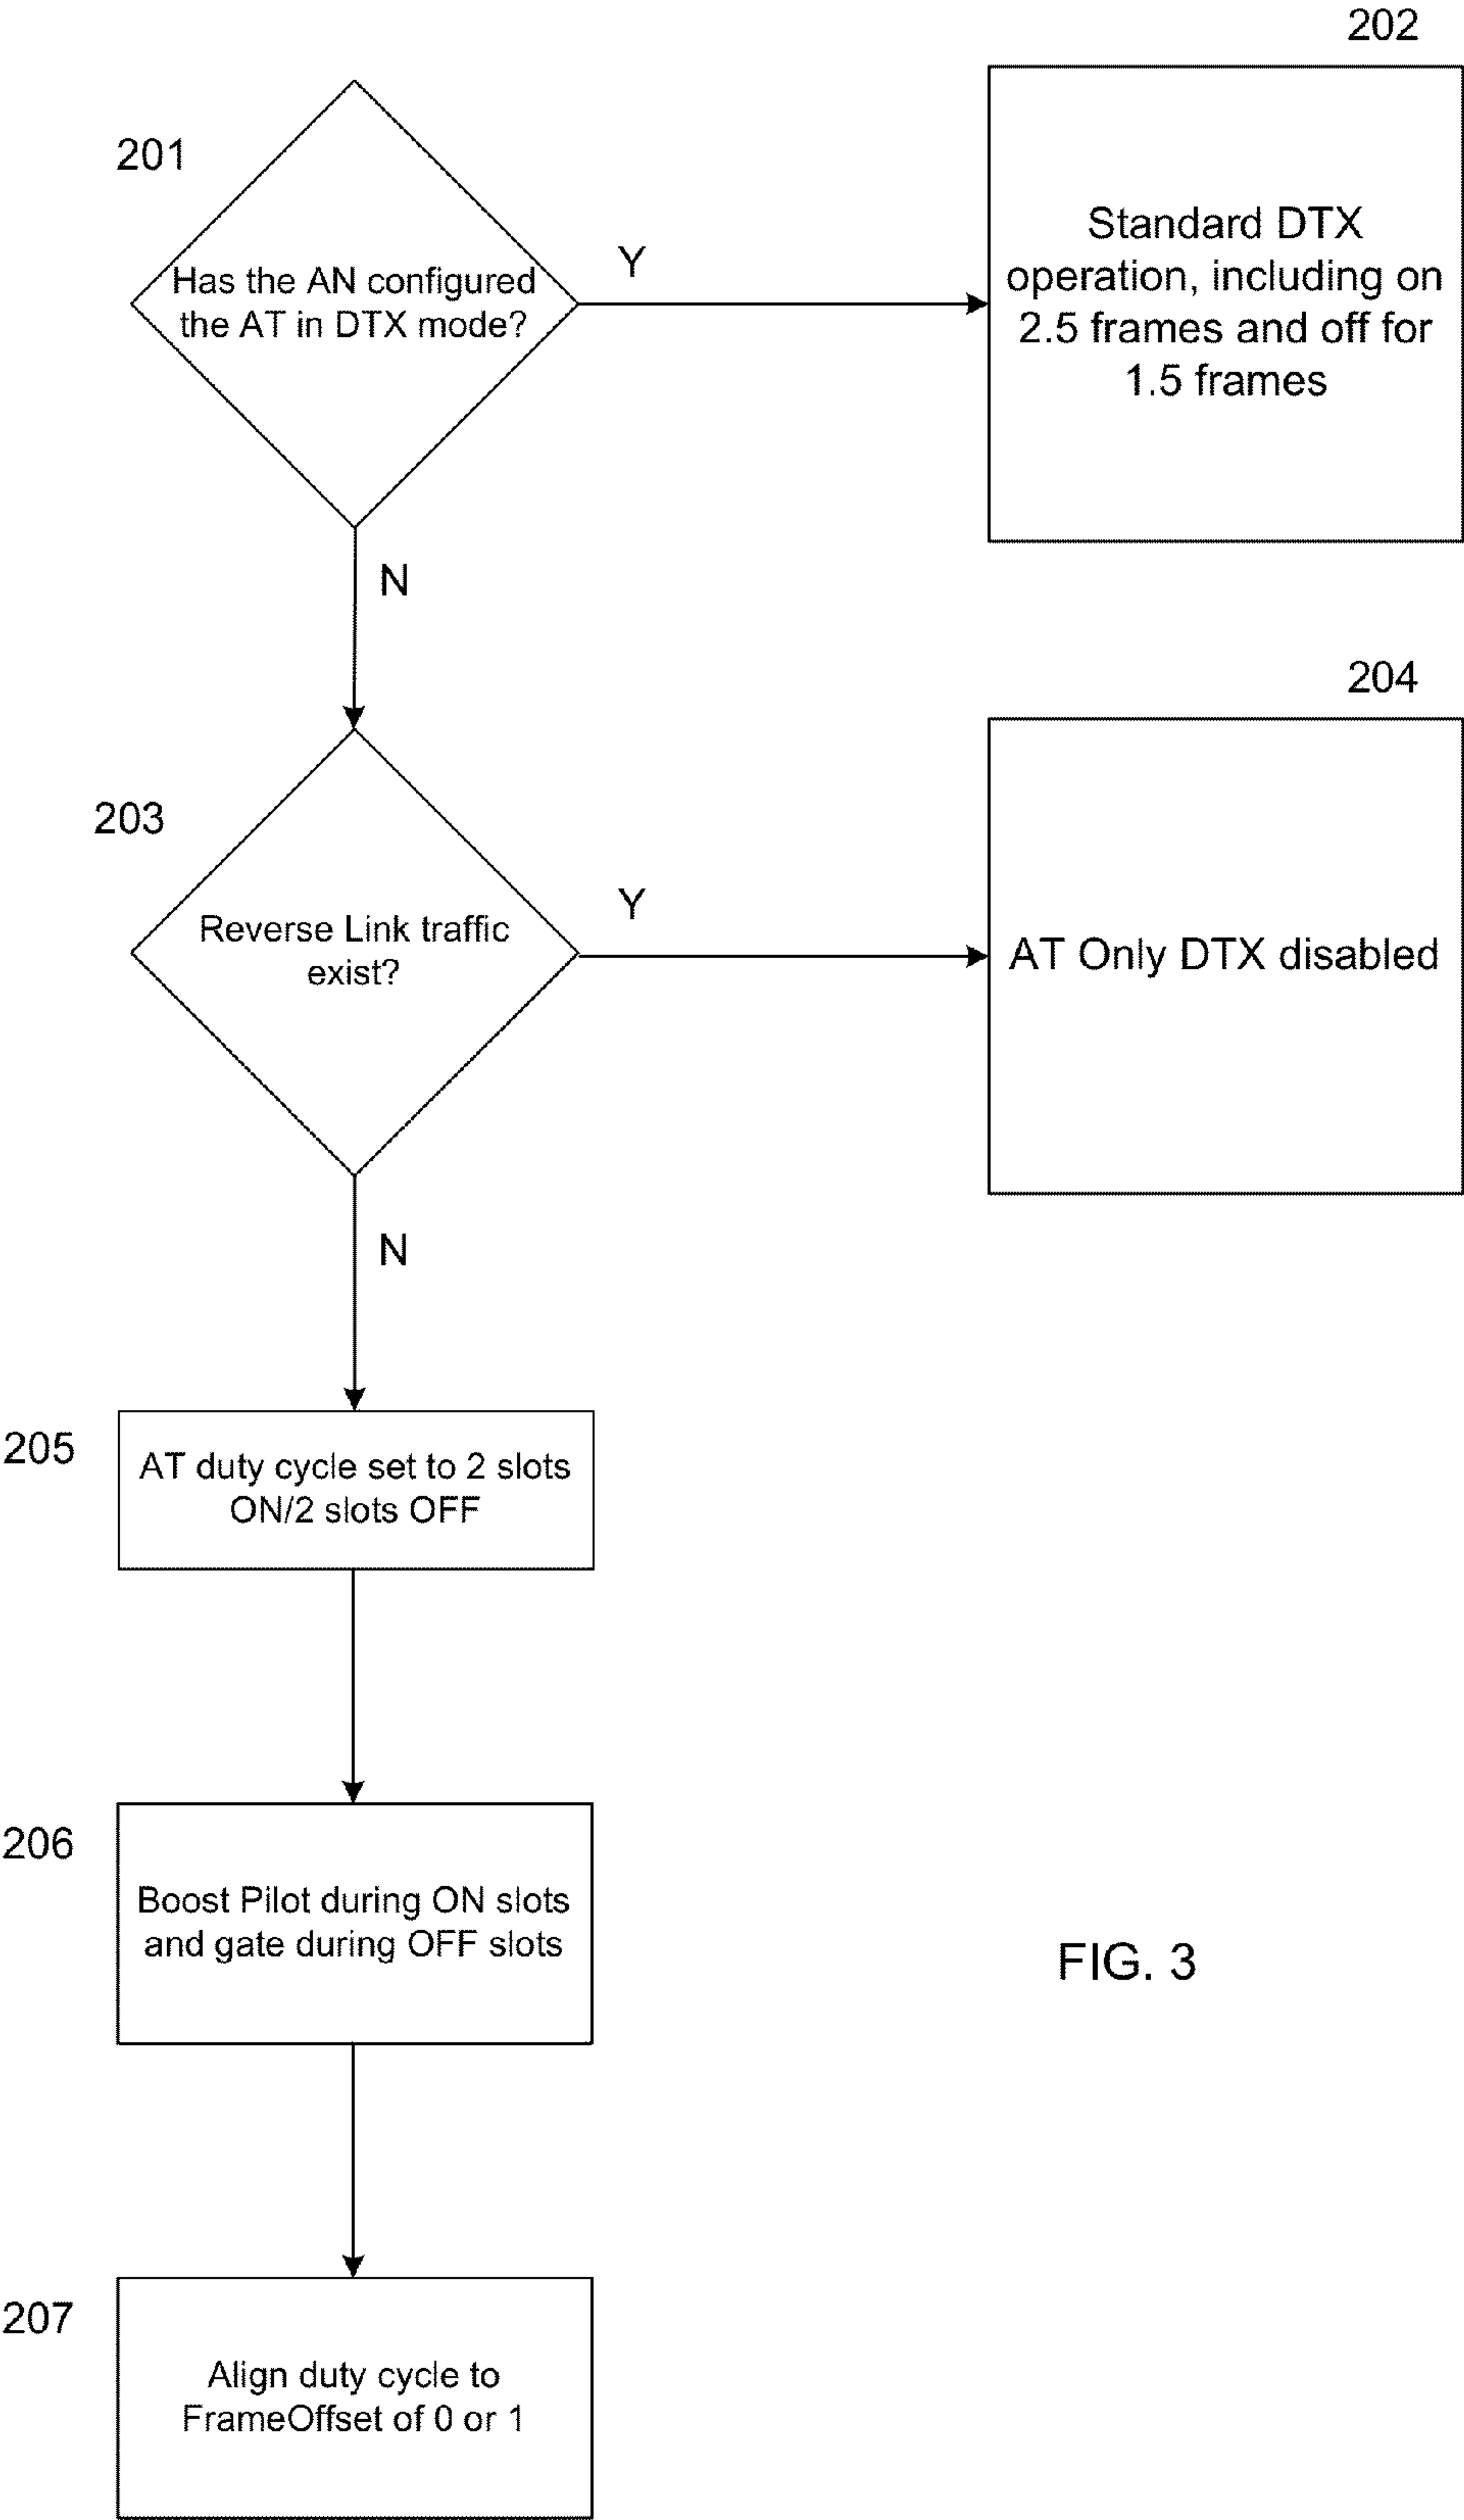 202
201
Standard DTX
operation, including on
2.5 frames and off for
1.5 frames
Has the AN configured
the AT in DTX mode?
Y
N
204
203
Reverse Link traffic
exist?
Y
AT Only DTX disabled
N
205
AT duty cycle set to 2 slots
ON/2 slots OFF
206
Boost Pilot during ON slots
and gate during OFF slots
FIG. 3
207
Align duty cycle to
FrameOffset of 0 or 1